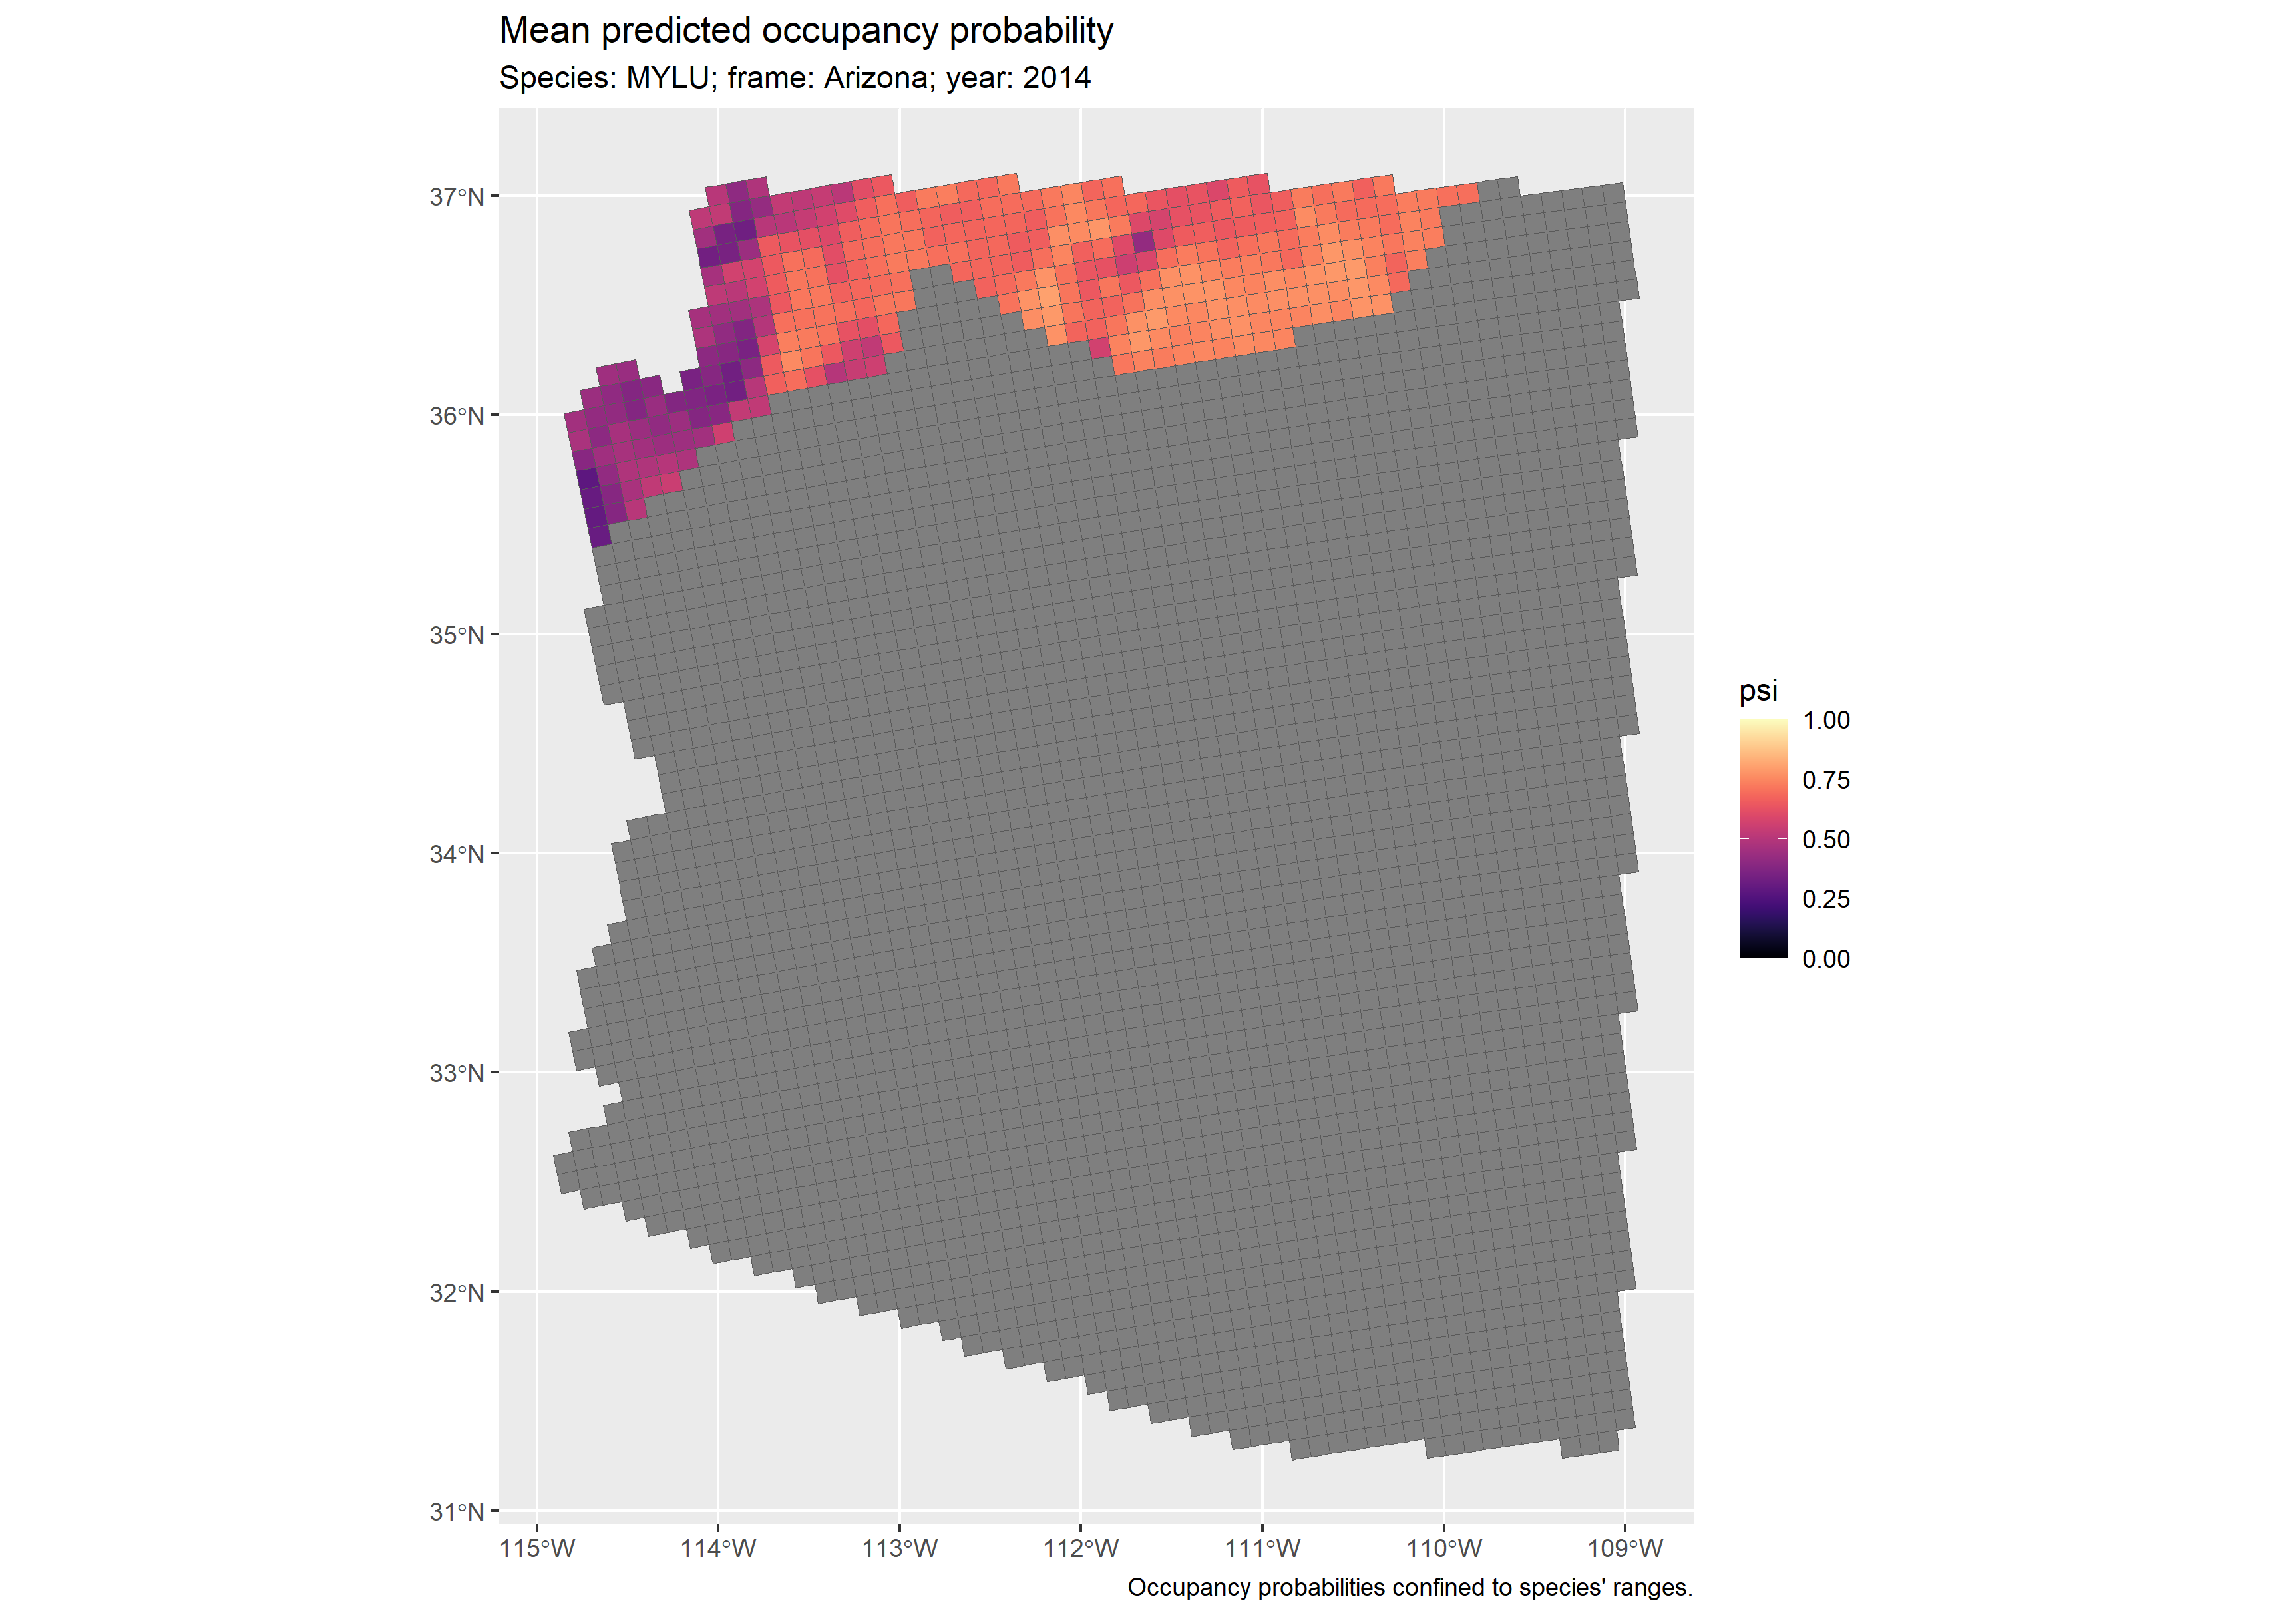 Mean predicted occupancy probability
Species: MYLU; frame: Arizona; year: 2014
37°N
36°N
35°N
34°N
33°N
32°N
31°N
115°W
114°W
113°W
112°W
111°W
110°W
109°W
psi
1.00
0.75
0.50
0.25
0.00
Occupancy probabilities confined to species' ranges.